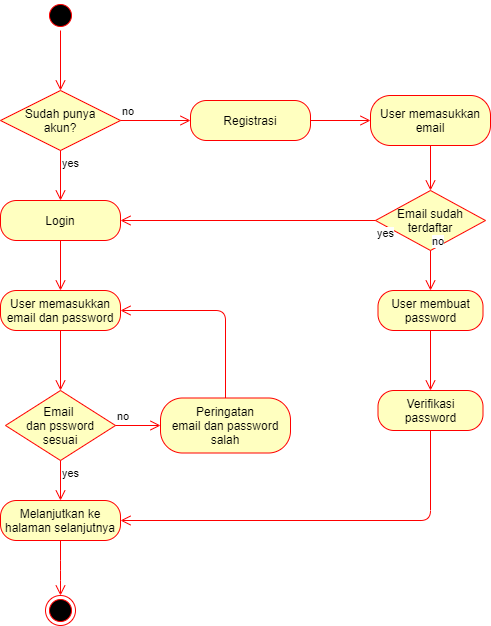 Sudah punya
akun?
no
Registrasi
User memasukkan
email
yes
Login
Email sudah
terdaftar
yes
no
User memasukkan
email dan password
User membuat
password
Email
dan pssword
sesuai
no
Peringatan
email dan password
salah
Verifikasi
password
yes
Melanjutkan ke
halaman selanjutnya